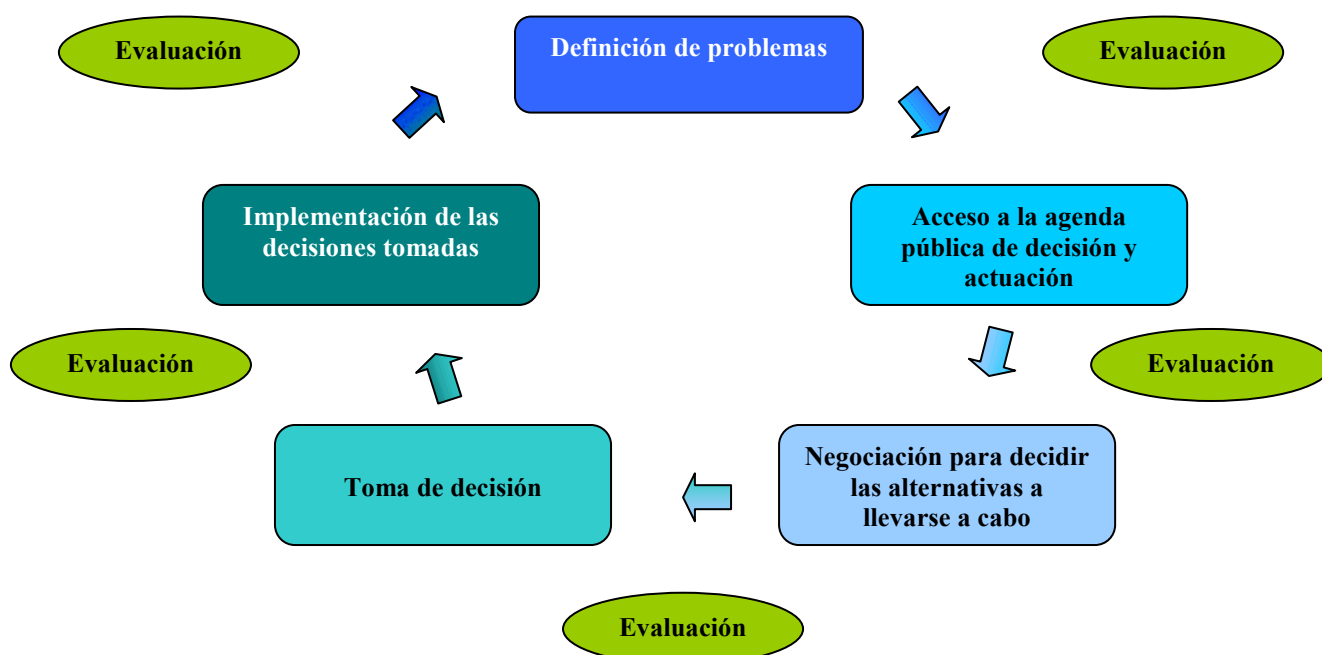 Evaluación
Definición de problemas
Evaluación
Implementación de las
decisiones tomadas
Acceso a la agenda
pública de decisión y
actuación
Evaluación
Evaluación
Toma de decisión
Negociación para decidir
las alternativas a
llevarse a cabo
Evaluación